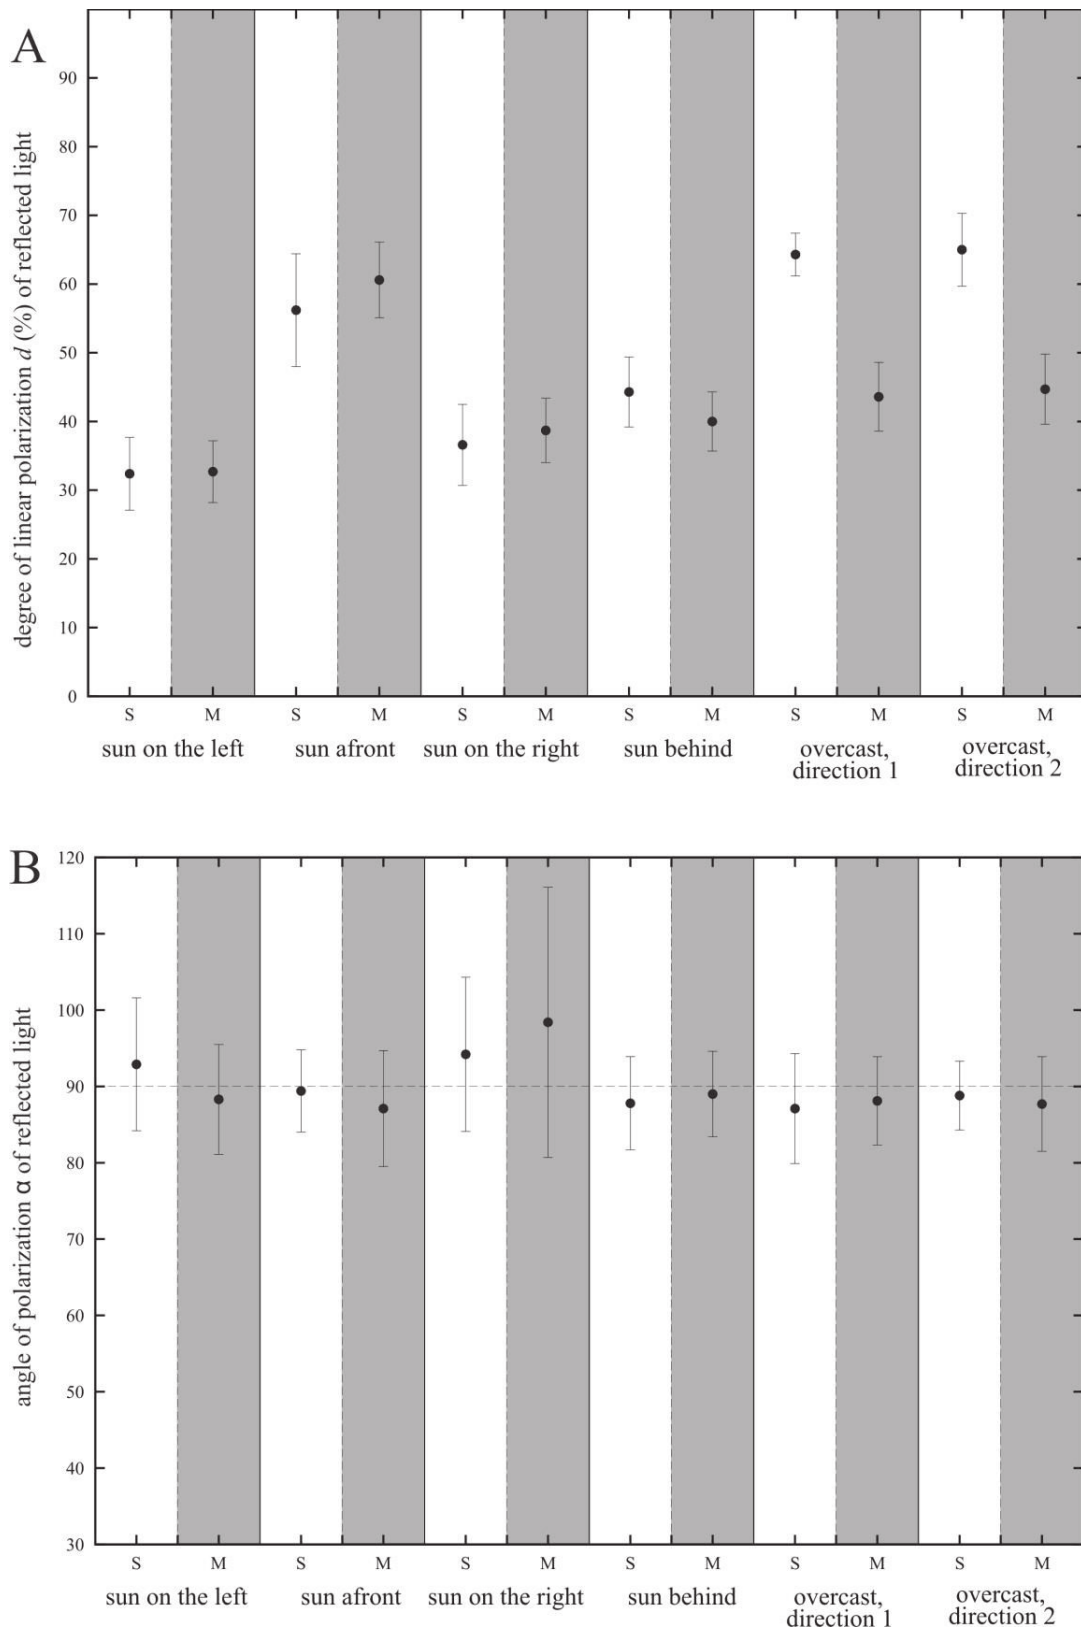 A
degree of linear polarization d (%) of reflected light
90
80
70
60
50
40
30
20
10
0
S M S M S M S M S M S M
sun on the left sun afront sun on the right sun behind overcast, direction 1 overcast, direction 2
B
angle of polarization α of reflected light
120
110
100
90
80
70
60
50
40
30
S M S M S M S M S M S M
sun on the left sun afront sun on the right sun behind overcast, direction 1 overcast, direction 2